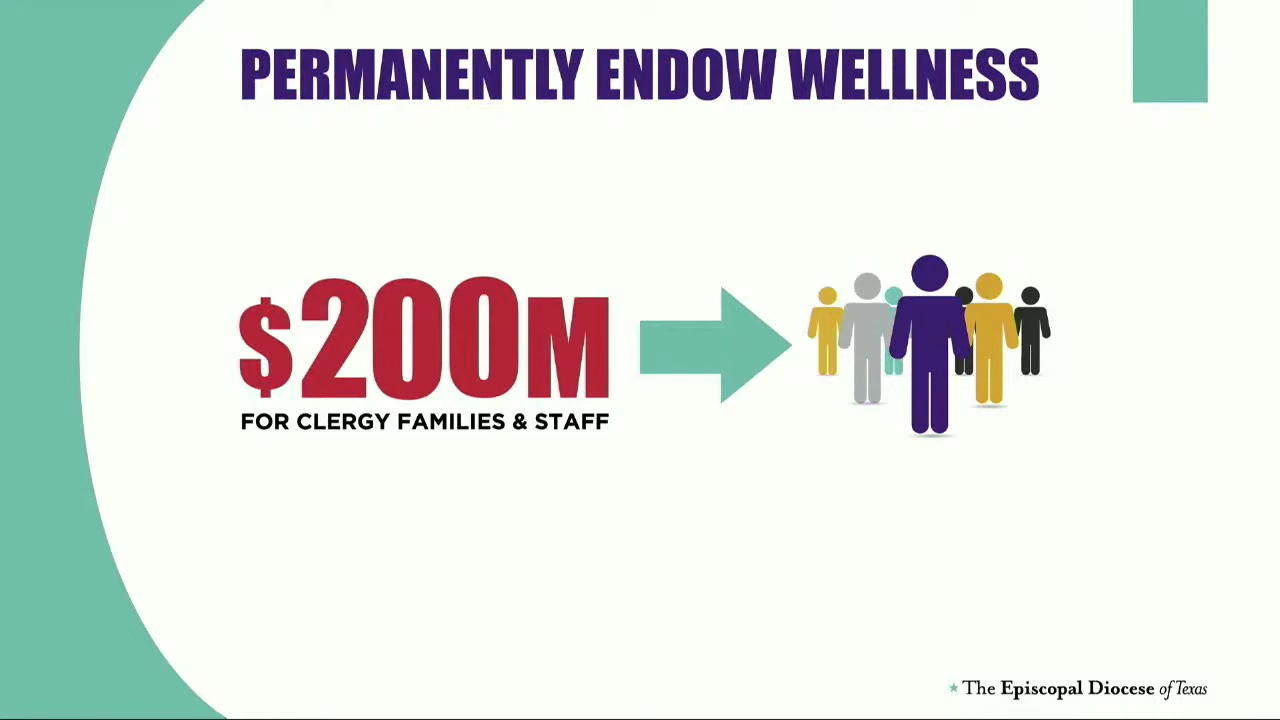 PERMANENTLY ENDOW WELLNESS
$200M
FOR CLERGY FAMILIES & STAFF
The Episcopal Diocese of Texas